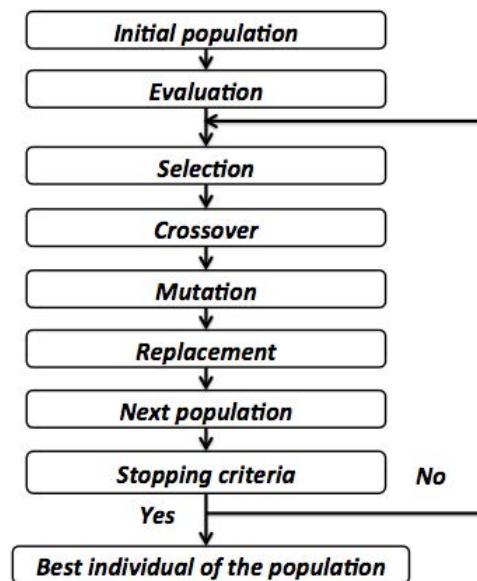 Initial population
Evaluation
Selection
Crossover
Mutation
Replacement
Next population
Stopping criteria
No
Yes
Best individual of the population